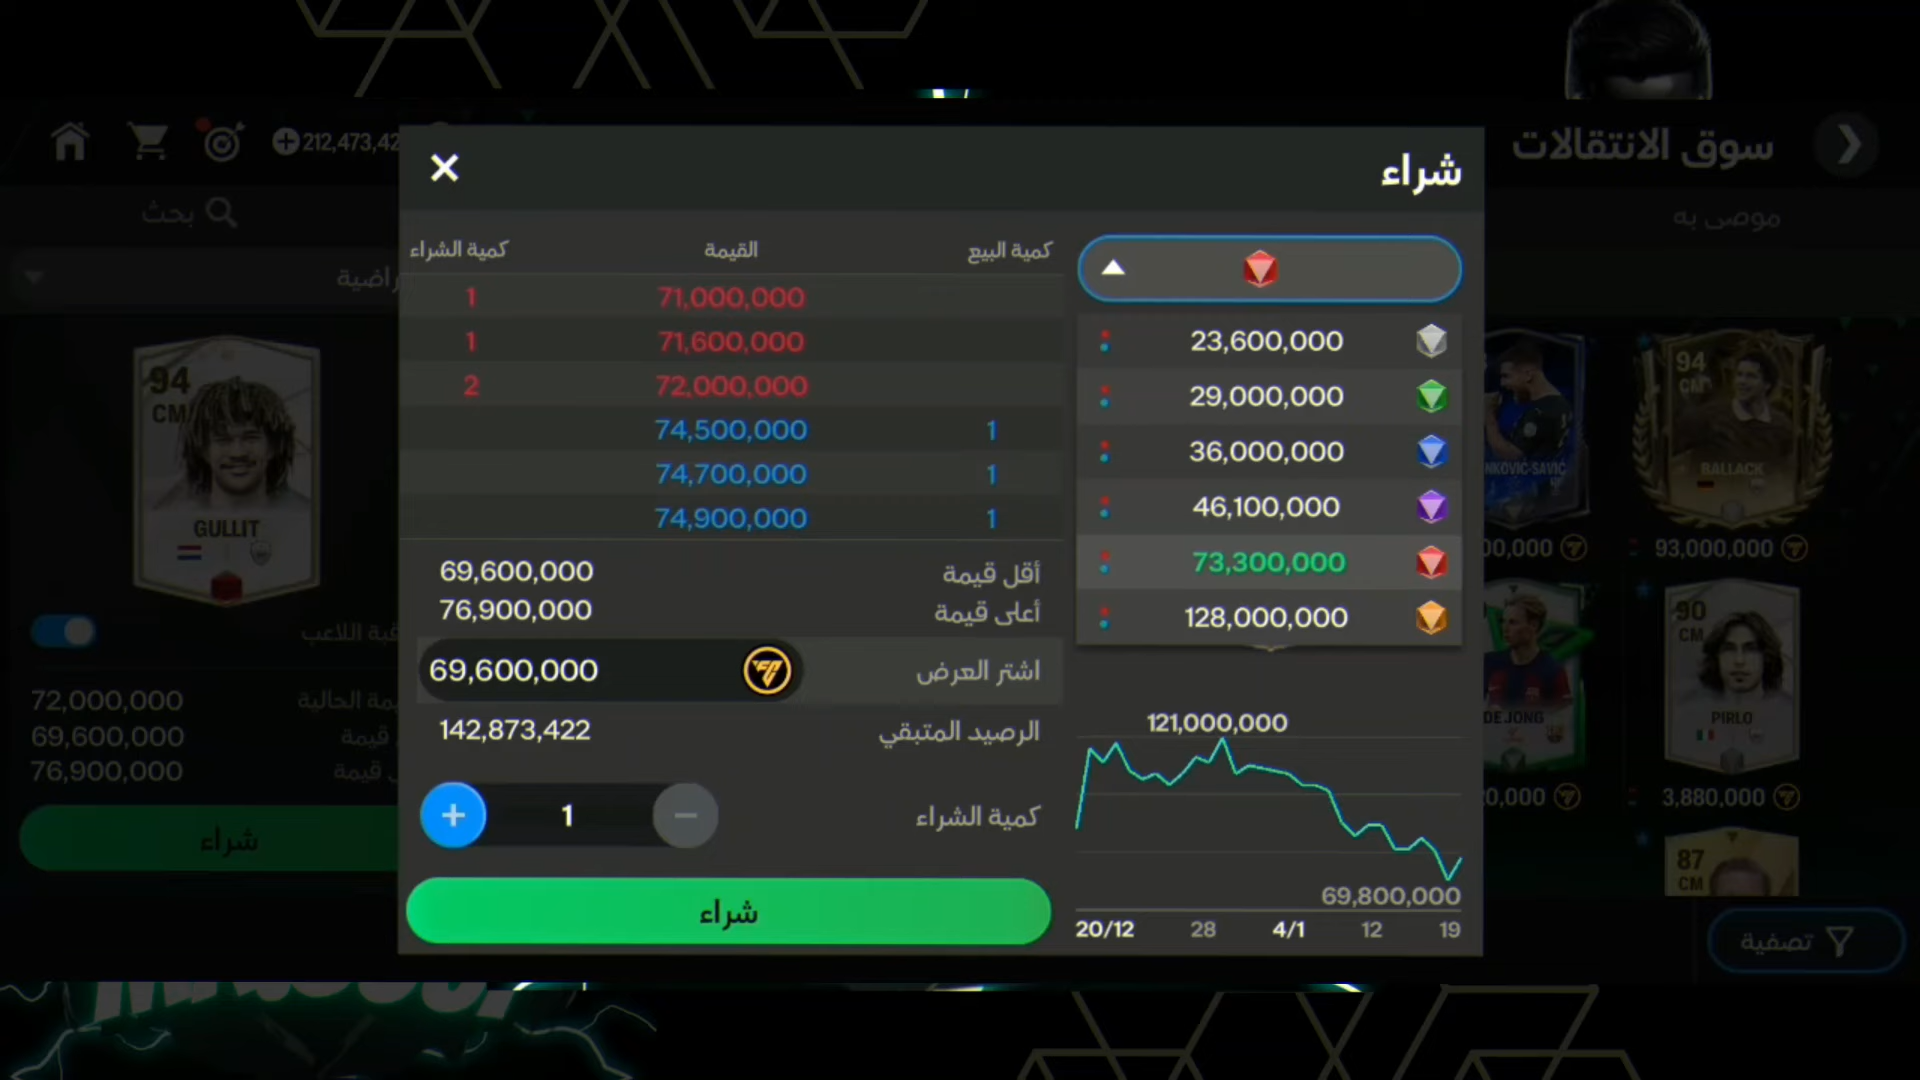 سوق الانتقالات
212,473,42
موصى به
بحث
شراء
كمية البيع القيمة كمية الشراء
71,000,000 1
71,600,000 1
72,000,000 2
1 74,500,000
1 74,700,000
1 74,900,000
أقل قيمة 69,600,000
أعلى قيمة 76,900,000
اشتر العرض 69,600,000
الرصيد المتبقي 142,873,422
كمية الشراء 1
شراء
23,600,000
29,000,000
36,000,000
46,100,000
73,300,000
128,000,000
121,000,000
69,800,000
20/12 28 4/1 12 19
94
CM
GULLIT
72,000,000
69,600,000
76,900,000
قيمة
شراء
94
CM
BALLACK
93,000,000
90
CM
PIRLO
3,880,000
DE JONG
87
CM
تصفية